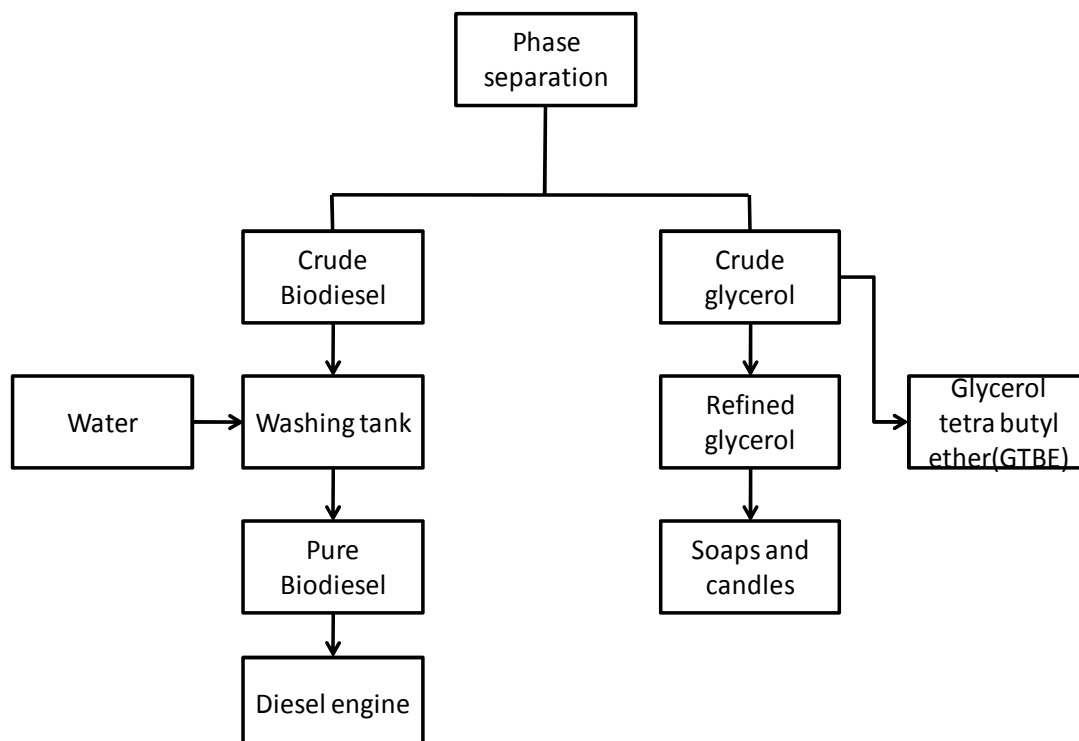 Phase
separation
Crude
Biodiesel
Crude
glycerol
Water
Washing tank
Refined
glycerol
Glycerol
tetra butyl
ether(GTBE)
Pure
Biodiesel
Soaps and
candles
Diesel engine